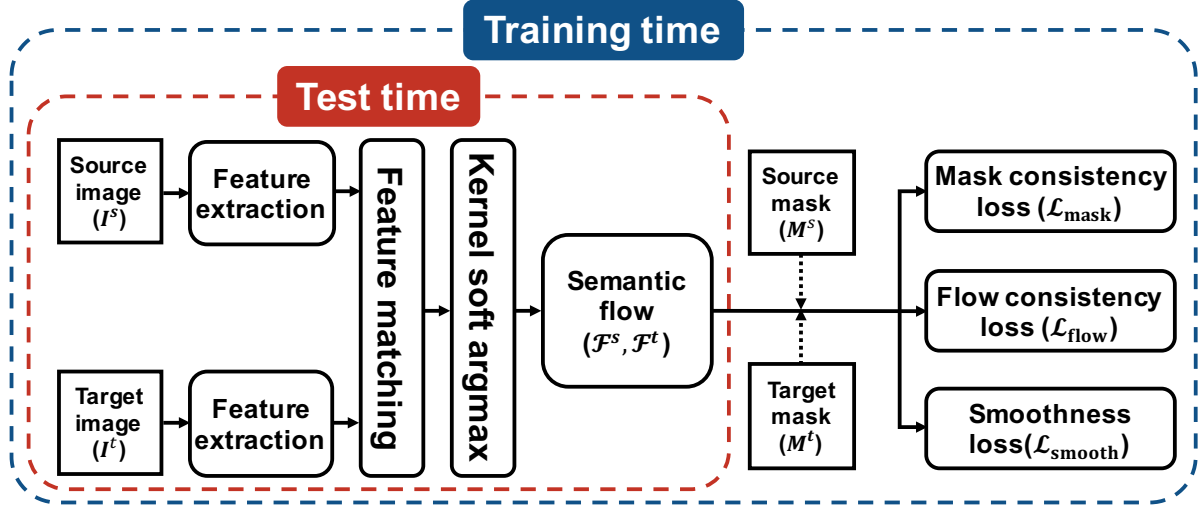 Training time
Test time
Source
image
(I^s)
Feature
extraction
Target
image
(I^t)
Feature
extraction
Feature matching
Kernel soft argmax
Semantic
flow
(ℱ^s, ℱ^t)
Source
mask
(M^s)
Target
mask
(M^t)
Mask consistency
loss (ℒ_mask)
Flow consistency
loss (ℒ_flow)
Smoothness
loss(ℒ_smooth)